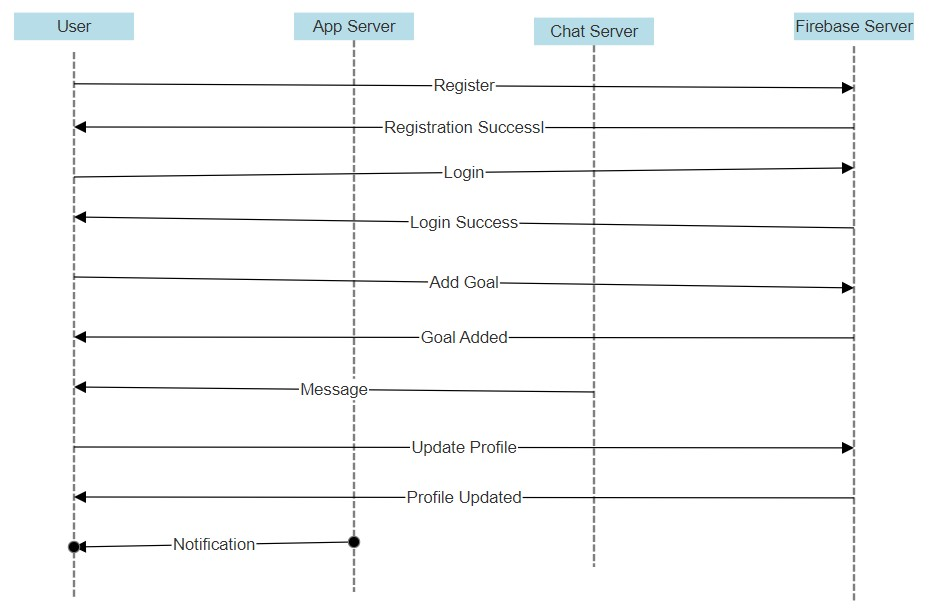 User
App Server
Chat Server
Firebase Server
Register
Registration Successl
Login
Login Success
Add Goal
Goal Added
Message
Update Profile
Profile Updated
Notification